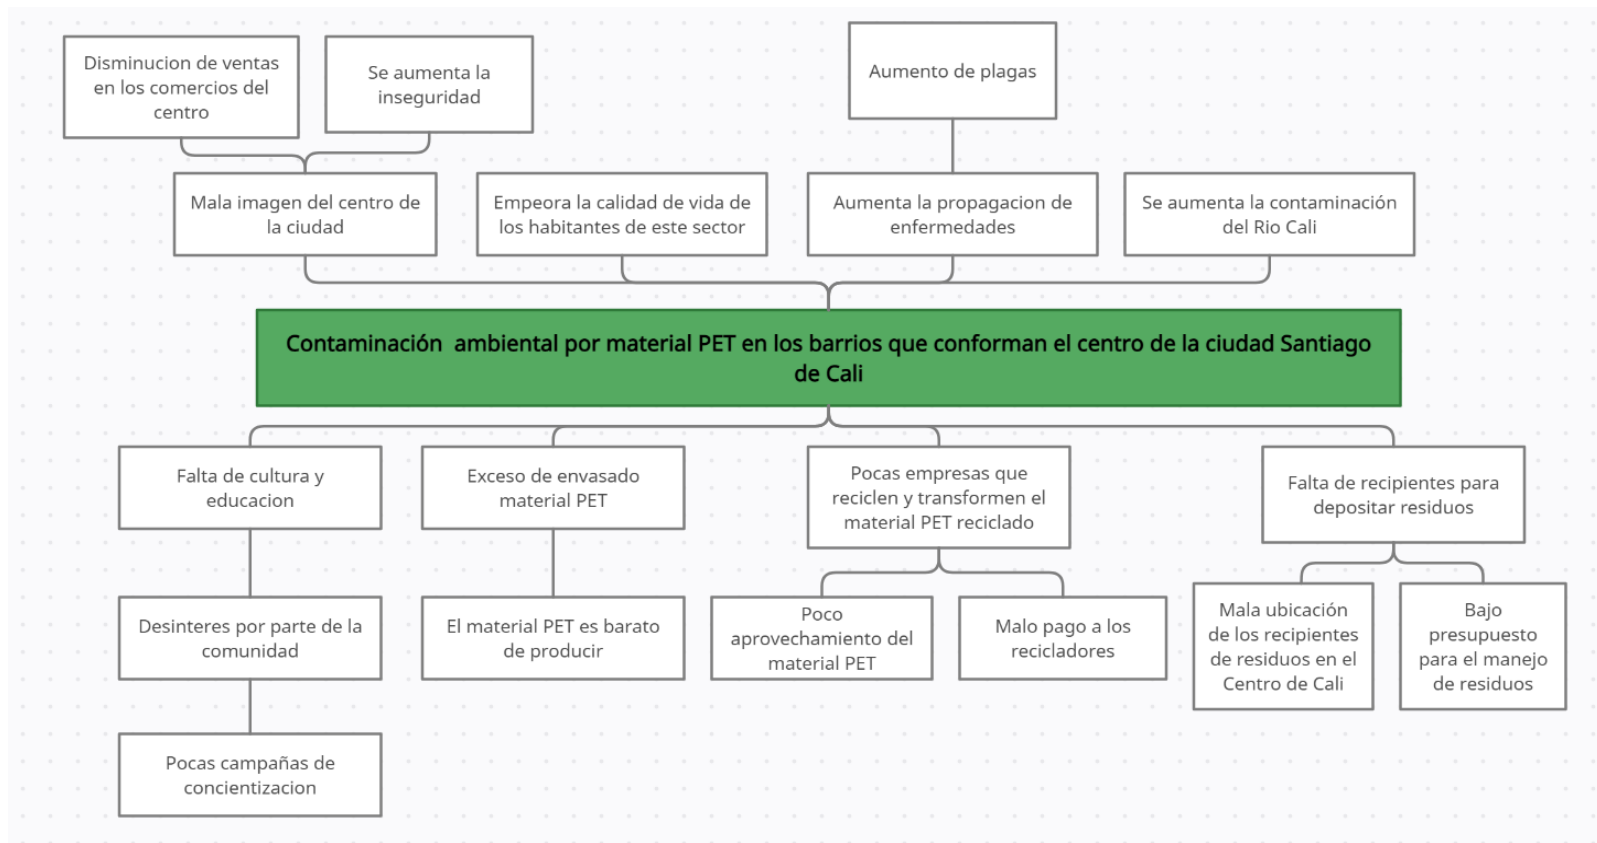 Disminucion de ventas
en los comercios del
centro
Se aumenta la
inseguridad
Aumento de plagas
Mala imagen del centro de
la ciudad
Empeora la calidad de vida de
los habitantes de este sector
Aumenta la propagacion de
enfermedades
Se aumenta la contaminación
del Rio Cali
Contaminación  ambiental por material PET en los barrios que conforman el centro de la ciudad Santiago
de Cali
Falta de cultura y
educacion
Exceso de envasado
material PET
Pocas empresas que
reciclen y transformen el
material PET reciclado
Falta de recipientes para
depositar residuos
Desinteres por parte de la
comunidad
El material PET es barato
de producir
Poco
aprovechamiento del
material PET
Malo pago a los
recicladores
Mala ubicación
de los recipientes
de residuos en el
Centro de Cali
Bajo
presupuesto
para el manejo
de residuos
Pocas campañas de
concientizacion